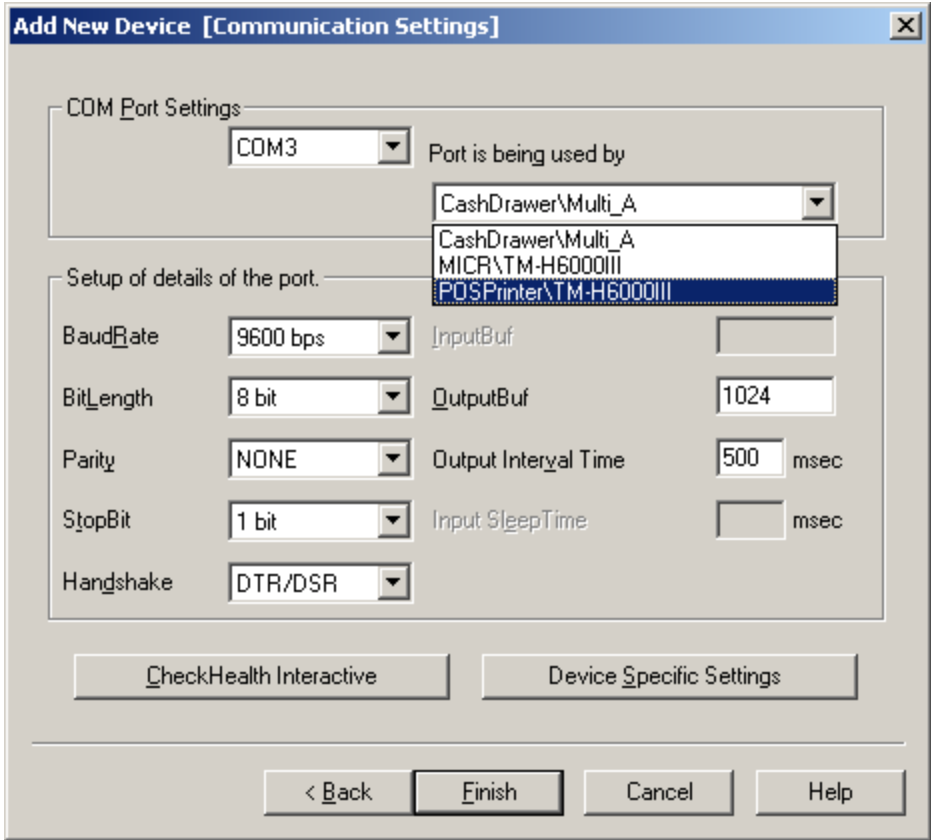 Add New Device [Communication Settings]
COM Port Settings
COM3
Port is being used by
CashDrawer\Multi_A
CashDrawer\Multi_A
MICR\TM-H6000III
POSPrinter\TM-H6000III
Setup of details of the port.
BaudRate 9600 bps InputBuf
BitLength 8 bit OutputBuf 1024
Parity NONE Output Interval Time 500 msec
StopBit 1 bit Input SleepTime msec
Handshake DTR/DSR
CheckHealth Interactive Device Specific Settings
< Back Finish Cancel Help